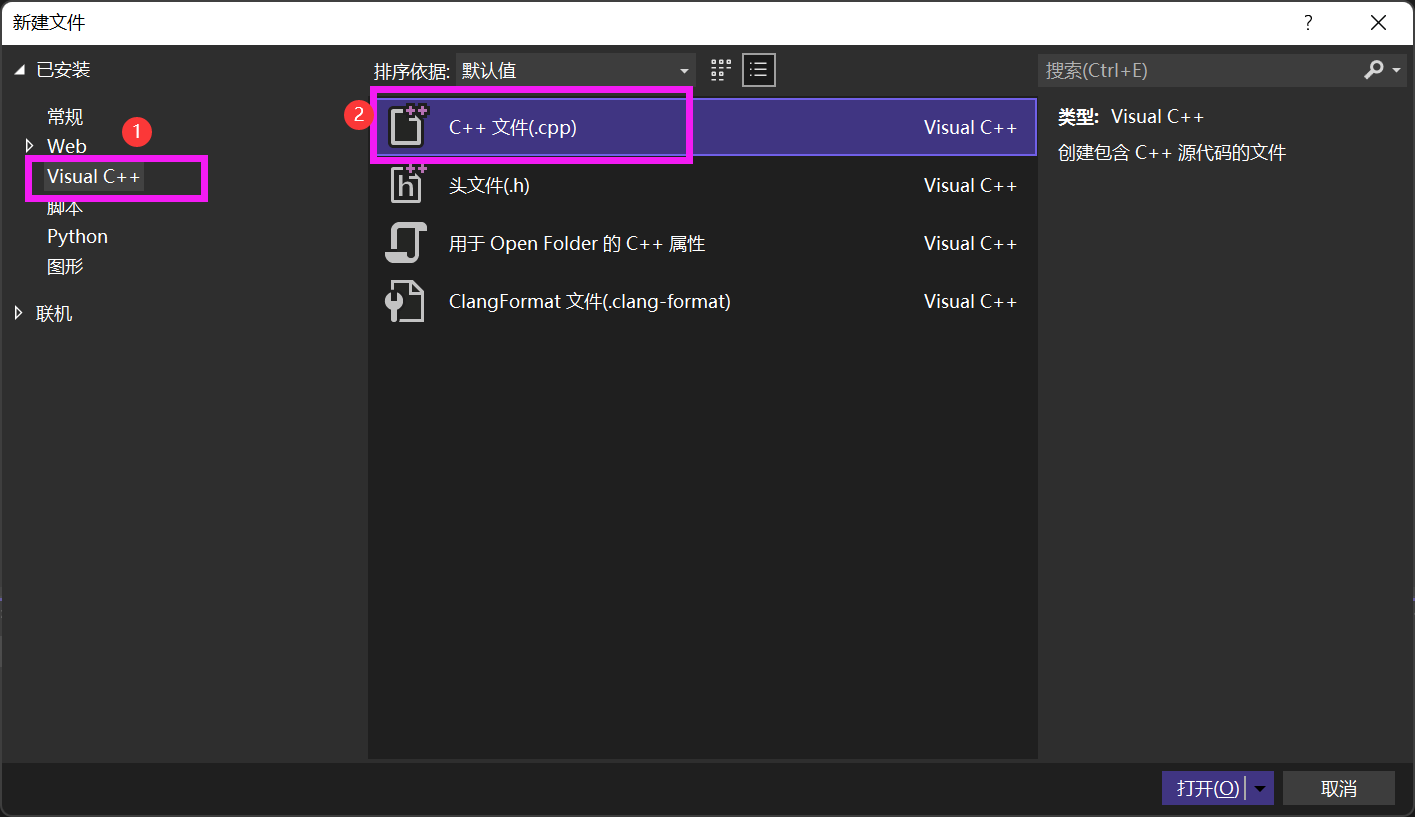 新建文件
?
已安装
常规
Web
1
Visual C++
脚本
Python
图形
联机
排序依据: 默认值
2
C++ 文件(.cpp) Visual C++
头文件(.h) Visual C++
用于 Open Folder 的 C++ 属性 Visual C++
ClangFormat 文件(.clang-format) Visual C++
搜索(Ctrl+E)
类型: Visual C++
创建包含 C++ 源代码的文件
打开(O)
取消